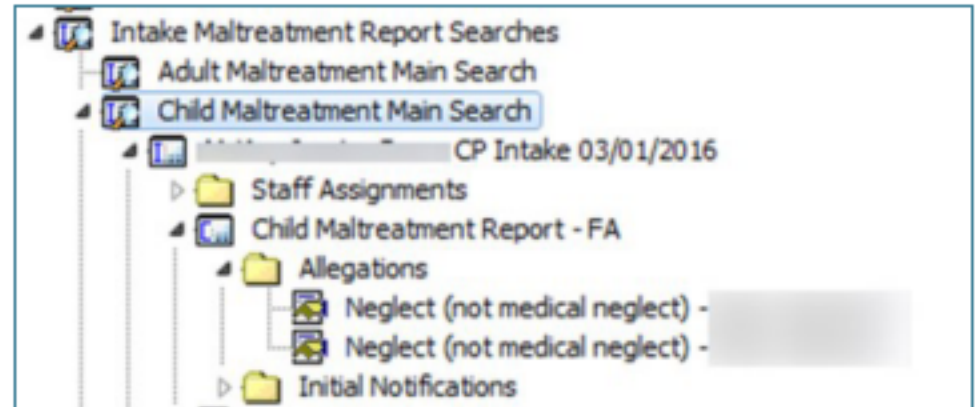 Intake Maltreatment Report Searches
Adult Maltreatment Main Search
Child Maltreatment Main Search
CP Intake 03/01/2016
Staff Assignments
Child Maltreatment Report - FA
Allegations
Neglect (not medical neglect) -
Neglect (not medical neglect) -
Initial Notifications